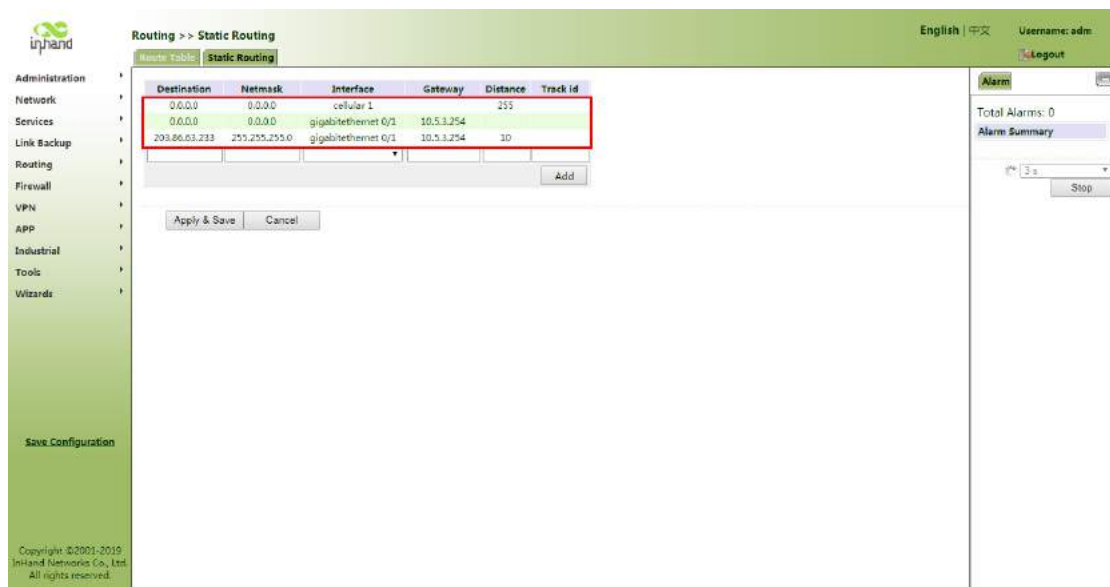 inhand
Routing >> Static Routing
English | 中文
Username: adm
Logout
Route Table
Static Routing
Administration
Network
Services
Link Backup
Routing
Firewall
VPN
APP
Industrial
Tools
Wizards
Save Configuration
Copyright ©2001-2019
InHand Networks Co., Ltd.
All rights reserved.
Destination Netmask Interface Gateway Distance Track id
0.0.0.0 0.0.0.0 cellular 1 255
0.0.0.0 0.0.0.0 gigabitethernet 0/1 10.5.3.254
203.86.63.233 255.255.255.0 gigabitethernet 0/1 10.5.3.254 10
Add
Apply & Save
Cancel
Alarm
Total Alarms: 0
Alarm Summary
3 s
Stop